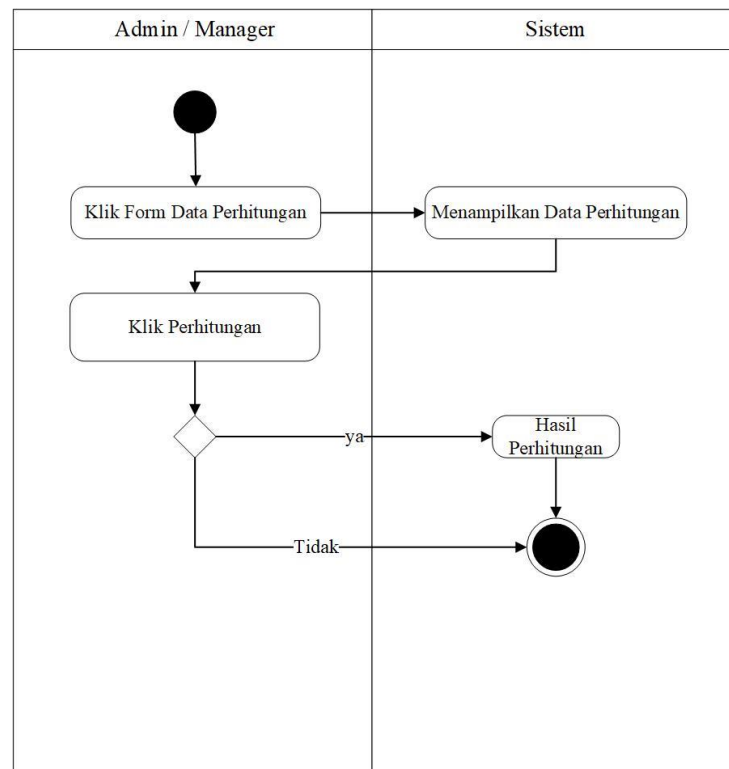 Admin / Manager
Sistem
Klik Form Data Perhitungan
Menampilkan Data Perhitungan
Klik Perhitungan
ya
Hasil
Perhitungan
Tidak